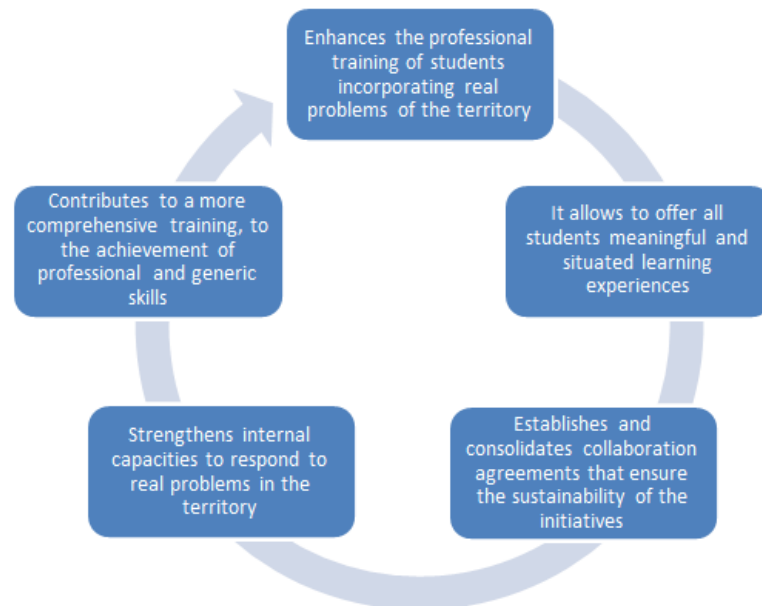 Enhances the professional
training of students
incorporating real
problems of the territory
It allows to offer all
students meaningful and
situated learning
experiences
Establishes and
consolidates collaboration
agreements that ensure
the sustainability of the
initiatives
Strengthens internal
capacities to respond to
real problems in the
territory
Contributes to a more
comprehensive training, to
the achievement of
professional and generic
skills